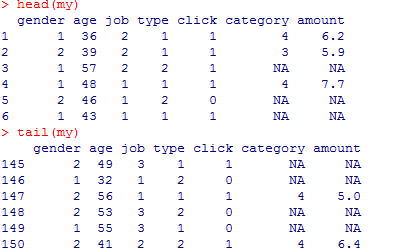 > head(my)
gender age job type click category amount
1 1 36 2 1 1 4 6.2
2 2 39 2 1 1 3 5.9
3 1 57 2 2 1 NA NA
4 1 48 1 1 1 4 7.7
5 2 46 1 2 0 NA NA
6 1 43 1 1 1 NA NA
> tail(my)
gender age job type click category amount
145 2 49 3 1 1 NA NA
146 1 32 1 2 0 NA NA
147 2 56 1 1 1 4 5.0
148 2 53 3 2 0 NA NA
149 1 55 3 1 0 NA NA
150 2 41 2 2 1 4 6.4